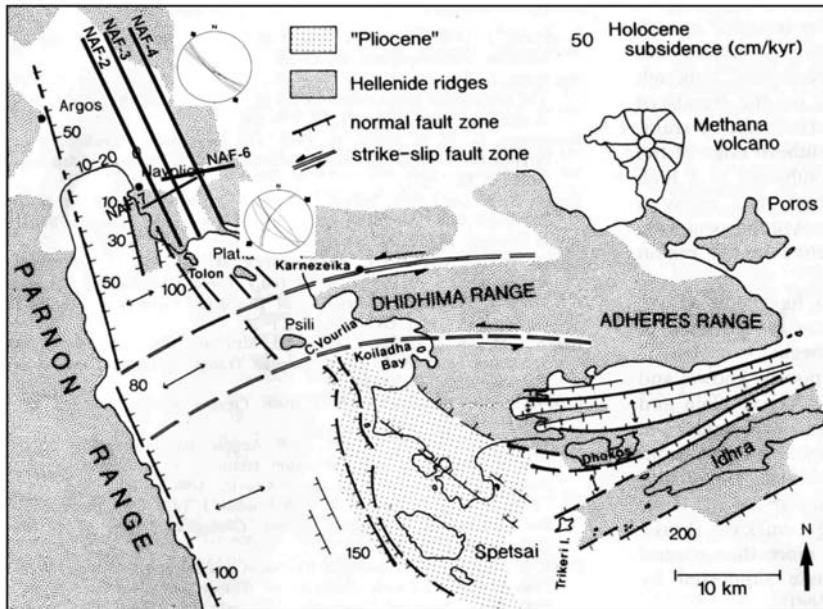 NAF-2
NAF-3
NAF-4
N
"Pliocene"
Hellenide ridges
normal fault zone
strike-slip fault zone
50 Holocene
subsidence (cm/kyr)
Methana
volcano
Poros
Argos
50
10-20
0
Navplion
NAF-6
NAF-7
10
30
50
100
Tolon
Platia
Karnezeika
DHIDHIMA RANGE
ADHERES RANGE
Psili
C.Vourlia
Koiladha
Bay
80
PARNON
RANGE
100
150
Spetsai
Dhokos
Idhra
Trikeri I.
200
10 km
N